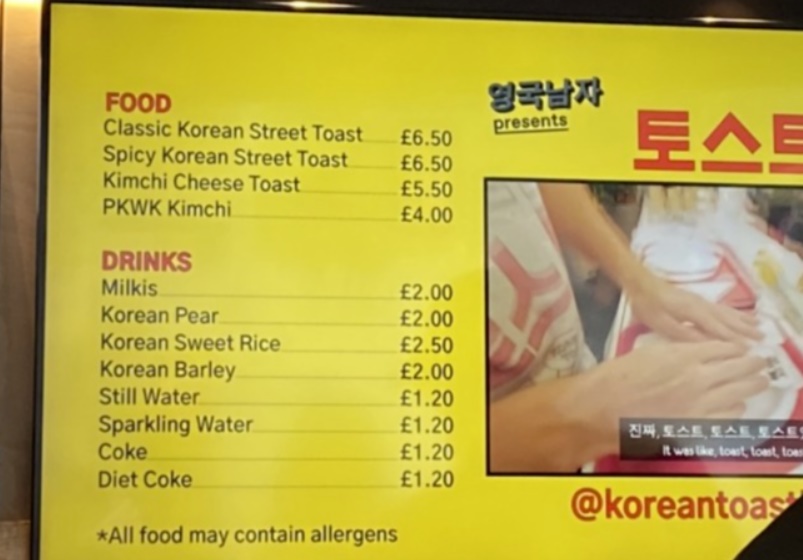 FOOD
Classic Korean Street Toast £6.50
Spicy Korean Street Toast £6.50
Kimchi Cheese Toast £5.50
PKWK Kimchi £4.00
DRINKS
Milkis £2.00
Korean Pear £2.00
Korean Sweet Rice £2.50
Korean Barley £2.00
Still Water £1.20
Sparkling Water £1.20
Coke £1.20
Diet Coke £1.20
*All food may contain allergens
영국남자
presents
토스트
진짜, 토스트, 토스트, 토스트
It was like, toast, toast, toast
@koreantoast